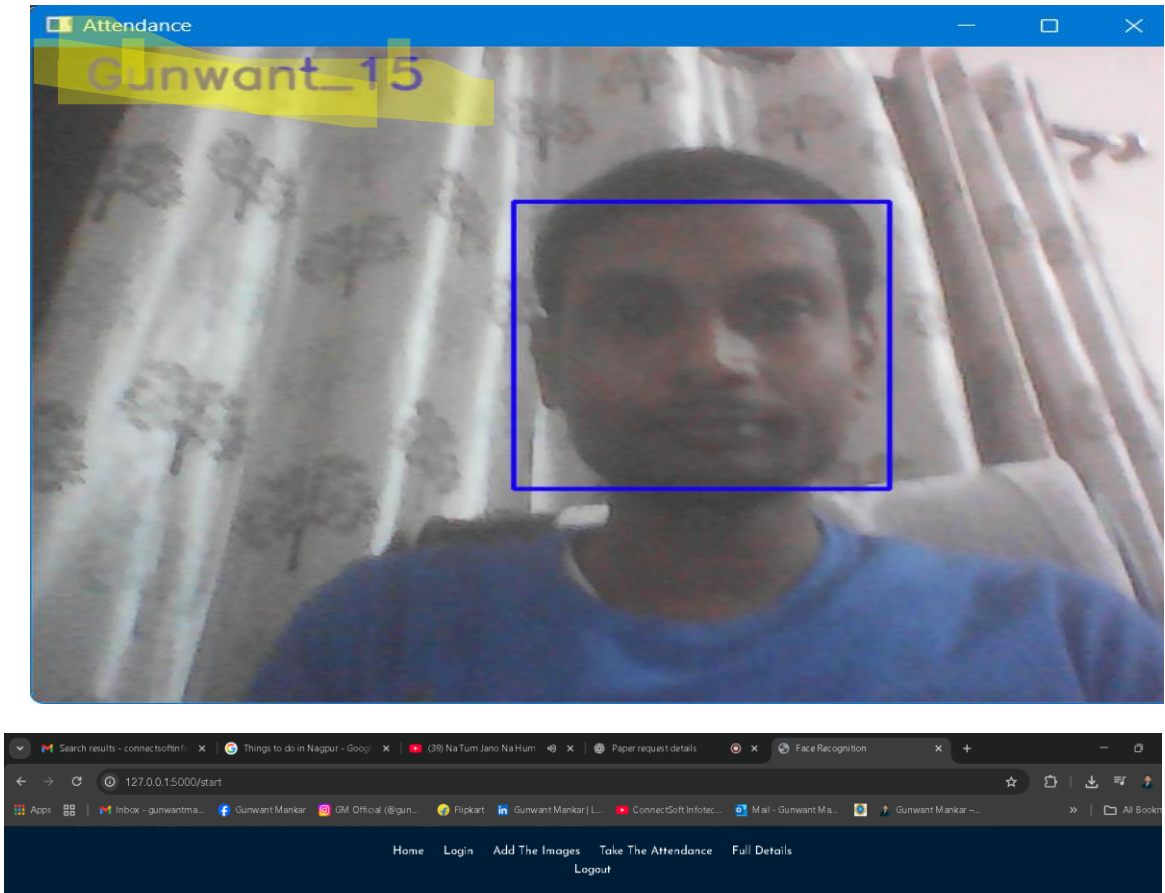 Attendance
Gunwant_15
Search results - connectsoftinfo
Things to do in Nagpur - Googl
(39) Na Tum Jano Na Hum
Paper request details
Face Recognition
127.0.0.1:5000/start
Apps
Inbox - gunwantma...
Gunwant Mankar
GM Official (@gun...
Flipkart
Gunwant Mankar | L...
ConnectSoft Infotec...
Mail - Gunwant Ma...
Gunwant Mankar –...
»
All Bookm
Home Login Add The Images Take The Attendance Full Details
Logout